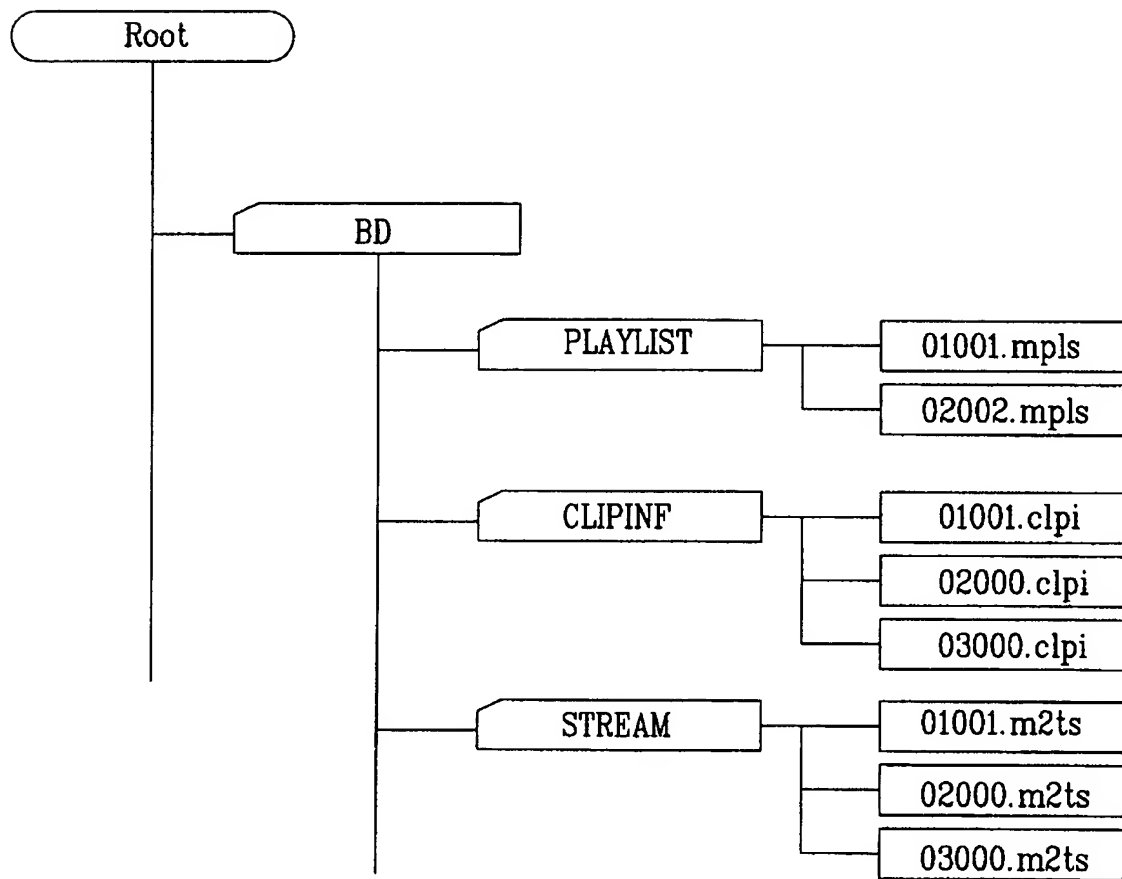 Root
BD
PLAYLIST
01001.mpls
02002.mpls
CLIPINF
01001.clpi
02000.clpi
03000.clpi
STREAM
01001.m2ts
02000.m2ts
03000.m2ts